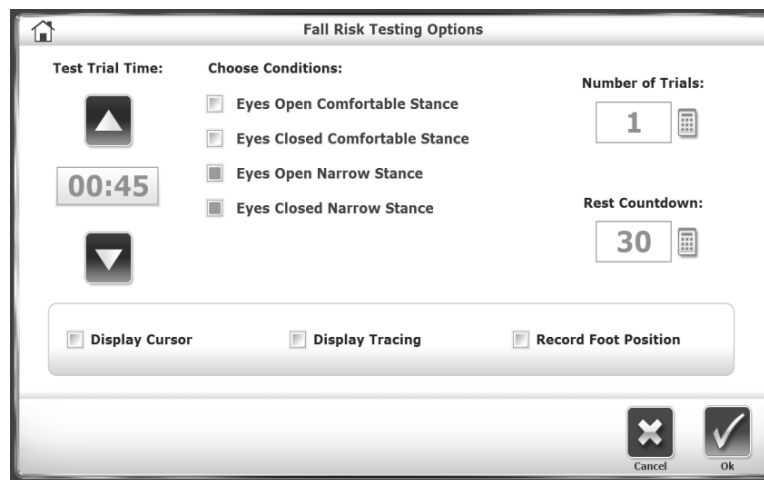 Fall Risk Testing Options
Test Trial Time:
Choose Conditions:
Number of Trials:
Eyes Open Comfortable Stance
Eyes Closed Comfortable Stance
Eyes Open Narrow Stance
Eyes Closed Narrow Stance
1
00:45
Rest Countdown:
30
Display Cursor
Display Tracing
Record Foot Position
Cancel
Ok